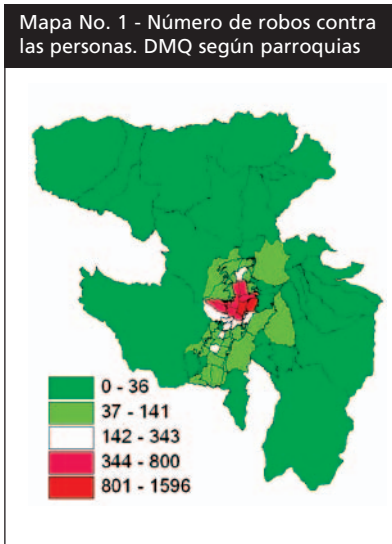 Mapa No. 1 - Número de robos contra
las personas. DMQ según parroquias
0 - 36
37 - 141
142 - 343
344 - 800
801 - 1596